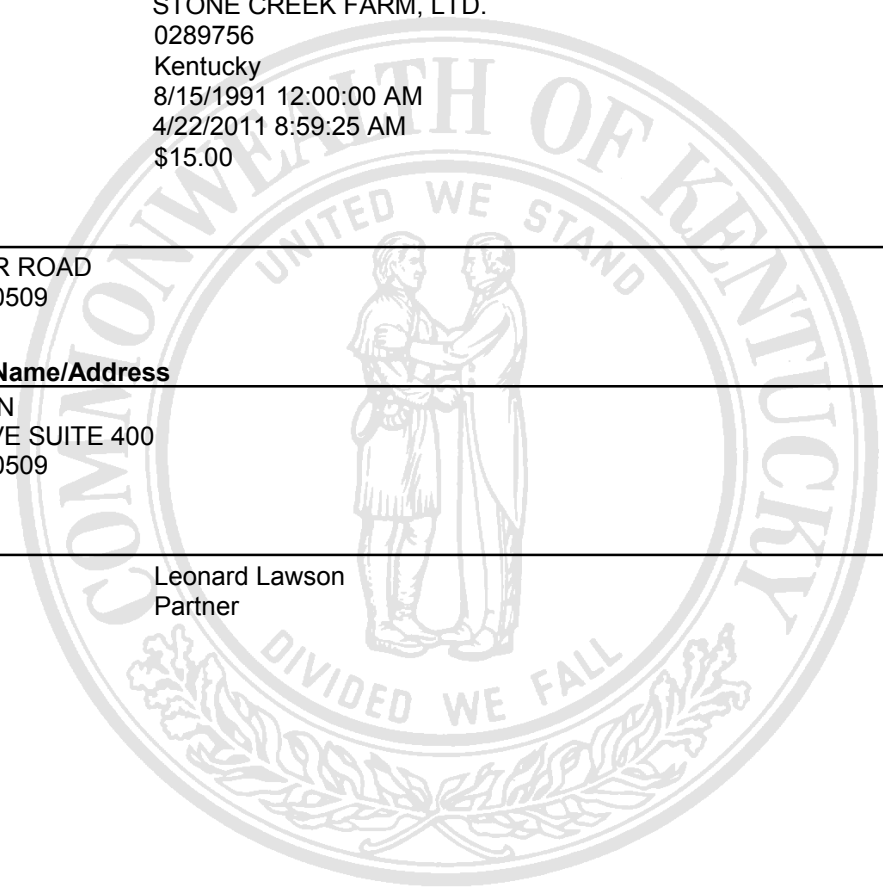 STONE CREEK FARM, LTD.
0289756
Kentucky
8/15/1991 12:00:00 AM
4/22/2011 8:59:25 AM
$15.00
R ROAD
0509
Name/Address
N
VE SUITE 400
0509
Leonard Lawson
Partner
COMMONWEALTH OF KENTUCKY
UNITED WE STAND
DIVIDED WE FALL